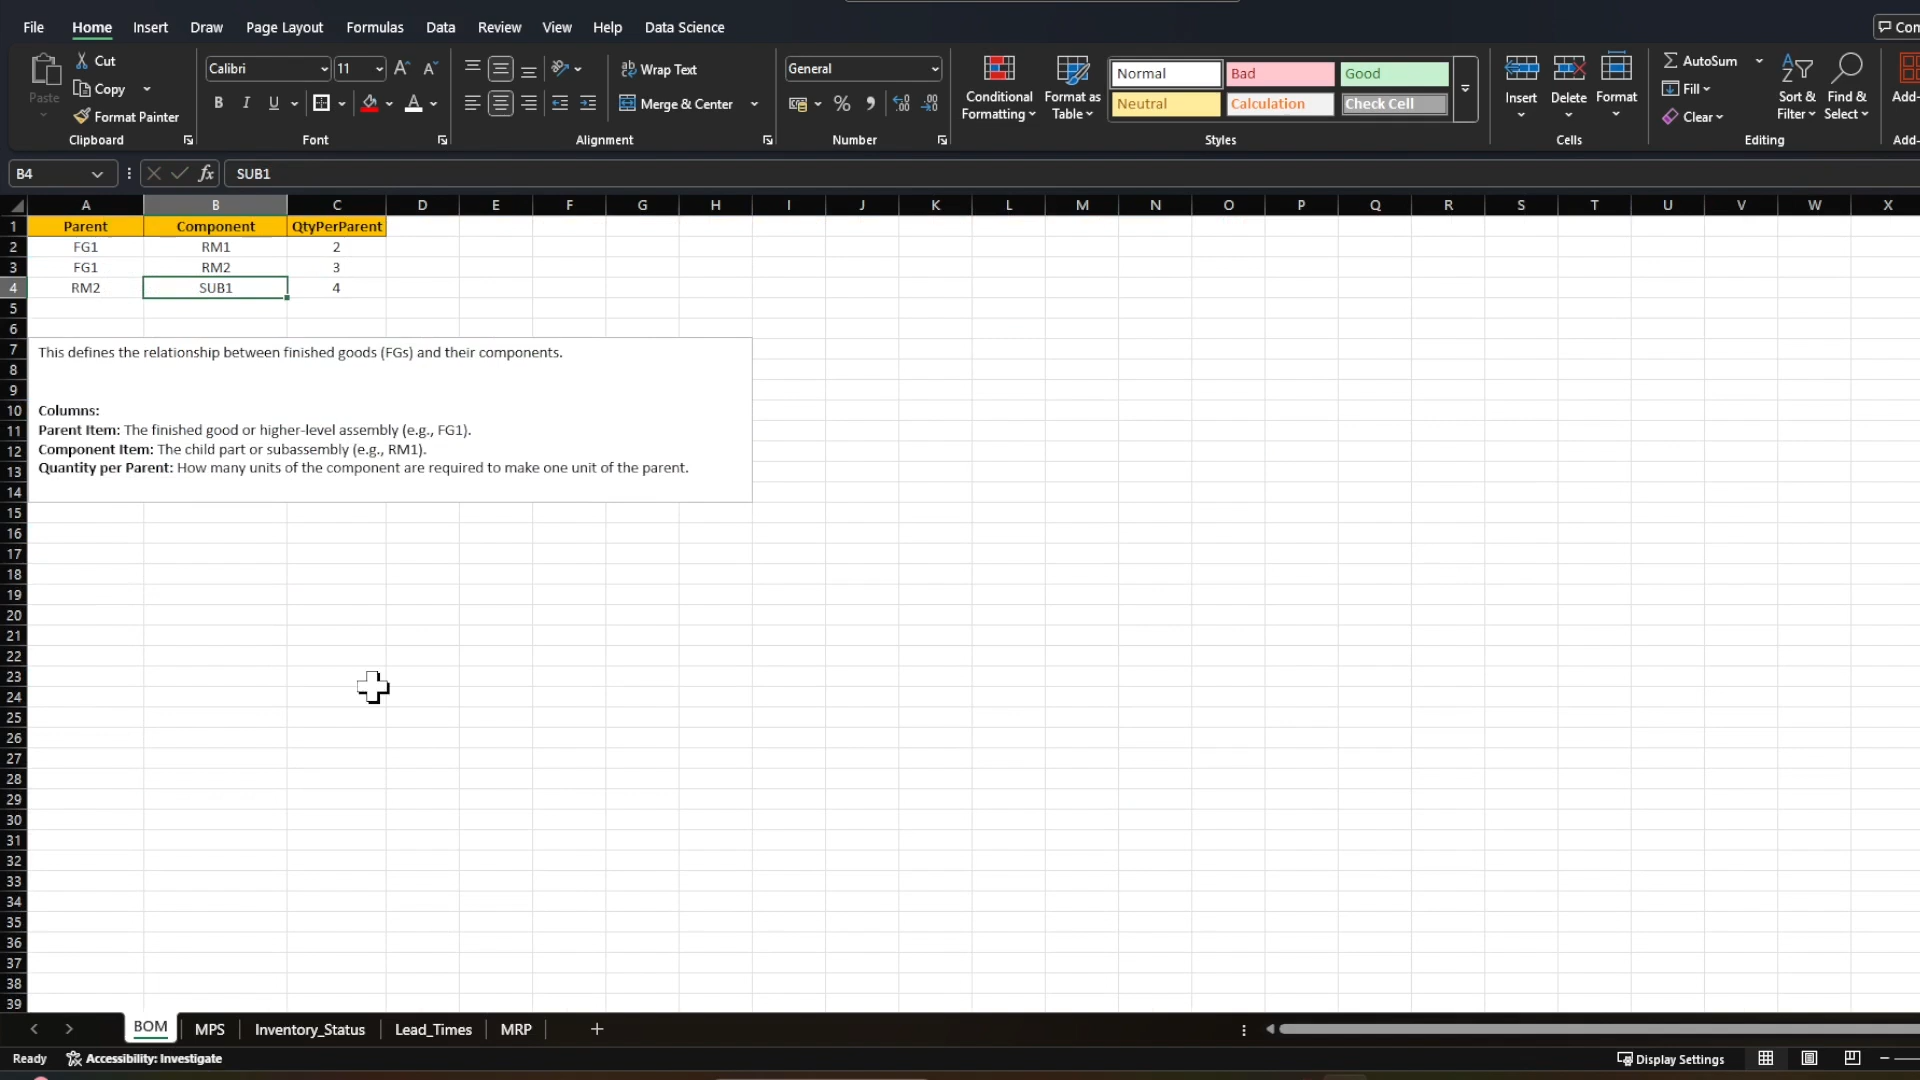 File Home Insert Draw Page Layout Formulas Data Review View Help Data Science
Paste
Cut
Copy
Format Painter
Clipboard
Calibri 11
B I U
Font
Wrap Text
Merge & Center
Alignment
General
Number
Conditional Formatting
Format as Table
Normal Bad Good
Neutral Calculation Check Cell
Styles
Insert Delete Format
Cells
AutoSum
Fill
Clear
Sort & Filter
Find & Select
Editing
B4 fx SUB1
A B C D E F G H I J K L M N O P Q R S T U V W X
1 Parent Component QtyPerParent
2 FG1 RM1 2
3 FG1 RM2 3
4 RM2 SUB1 4
5
6
7 This defines the relationship between finished goods (FGs) and their components.
8
9
10 Columns:
11 Parent Item: The finished good or higher-level assembly (e.g., FG1).
12 Component Item: The child part or subassembly (e.g., RM1).
13 Quantity per Parent: How many units of the component are required to make one unit of the parent.
14
15
16
17
18
19
20
21
22
23
24
25
26
27
28
29
30
31
32
33
34
35
36
37
38
39
BOM MPS Inventory_Status Lead_Times MRP
Ready Accessibility: Investigate Display Settings